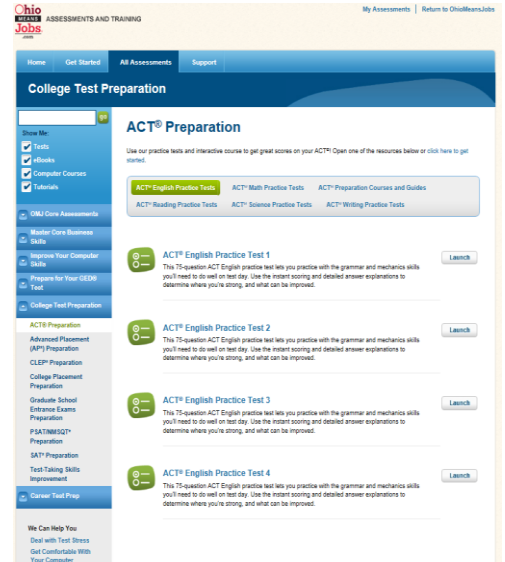 Ohio
MEANS
Jobs
ASSESSMENTS AND TRAINING
My Assessments | Return to OhioMeansJobs
Home
Get Started
All Assessments
Support
College Test Preparation
go
Show Me:
Tests
eBooks
Computer Courses
Tutorials
OMJ Core Assessments
Master Core Business
Skills
Improve Your Computer
Skills
Prepare for Your GED®
Test
College Test Preparation
ACT® Preparation
Advanced Placement
(AP®) Preparation
CLEP® Preparation
College Placement
Preparation
Graduate School
Entrance Exams
Preparation
PSAT/NMSQT®
Preparation
SAT® Preparation
Test-Taking Skills
Improvement
Career Test Prep
We Can Help You
Deal with Test Stress
Get Comfortable With
Your Computer
ACT® Preparation
Use our practice tests and interactive course to get great scores on your ACT®! Open one of the resources below or click here to get
started.
ACT® English Practice Tests
ACT® Math Practice Tests
ACT® Preparation Courses and Guides
ACT® Reading Practice Tests
ACT® Science Practice Tests
ACT® Writing Practice Tests
ACT® English Practice Test 1
Launch
This 75-question ACT English practice test lets you practice with the grammar and mechanics skills
you'll need to do well on test day. Use the instant scoring and detailed answer explanations to
determine where you're strong, and what can be improved.
ACT® English Practice Test 2
Launch
This 75-question ACT English practice test lets you practice with the grammar and mechanics skills
you'll need to do well on test day. Use the instant scoring and detailed answer explanations to
determine where you're strong, and what can be improved.
ACT® English Practice Test 3
Launch
This 75-question ACT English practice test lets you practice with the grammar and mechanics skills
you'll need to do well on test day. Use the instant scoring and detailed answer explanations to
determine where you're strong, and what can be improved.
ACT® English Practice Test 4
Launch
This 75-question ACT English practice test lets you practice with the grammar and mechanics skills
you'll need to do well on test day. Use the instant scoring and detailed answer explanations to
determine where you're strong, and what can be improved.